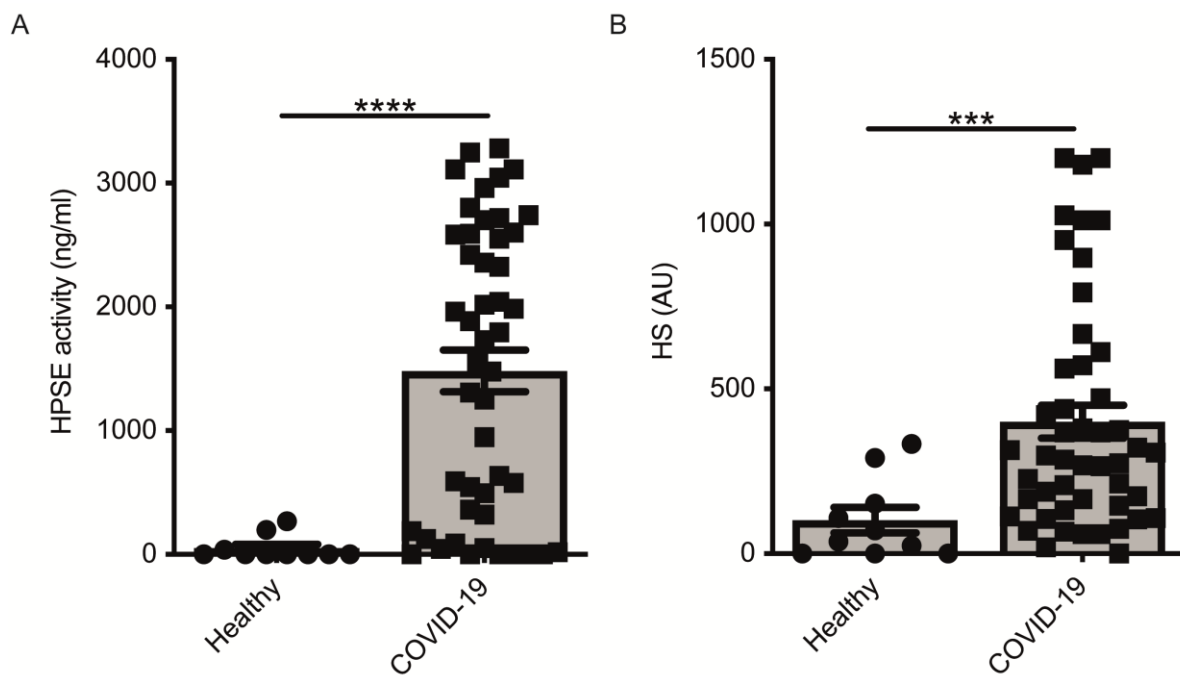 A
HPSE activity (ng/ml)
4000
3000
2000
1000
0
****
Healthy
COVID-19
B
HS (AU)
1500
1000
500
0
***
Healthy
COVID-19